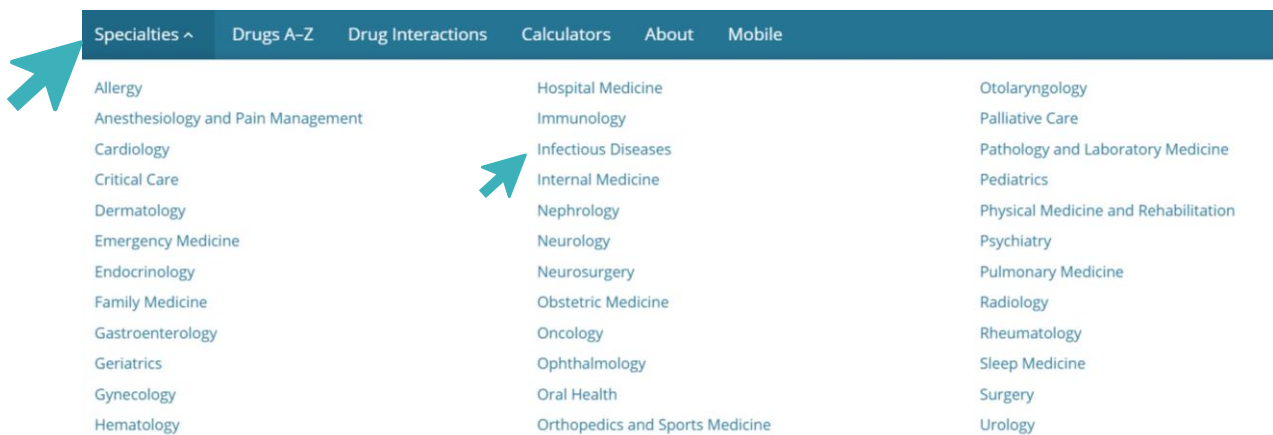 Specialties Drugs A–Z Drug Interactions Calculators About Mobile
Allergy
Anesthesiology and Pain Management
Cardiology
Critical Care
Dermatology
Emergency Medicine
Endocrinology
Family Medicine
Gastroenterology
Geriatrics
Gynecology
Hematology
Hospital Medicine
Immunology
Infectious Diseases
Internal Medicine
Nephrology
Neurology
Neurosurgery
Obstetric Medicine
Oncology
Ophthalmology
Oral Health
Orthopedics and Sports Medicine
Otolaryngology
Palliative Care
Pathology and Laboratory Medicine
Pediatrics
Physical Medicine and Rehabilitation
Psychiatry
Pulmonary Medicine
Radiology
Rheumatology
Sleep Medicine
Surgery
Urology